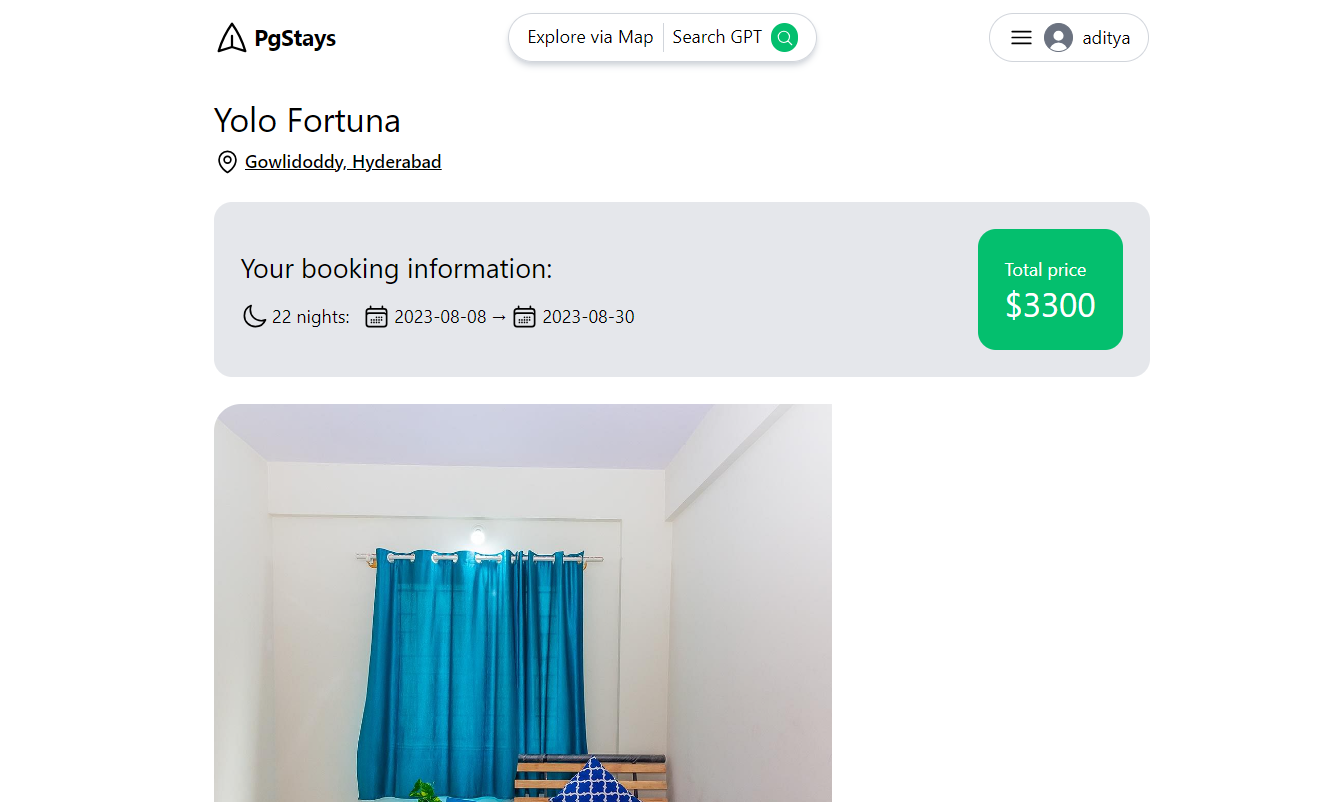 PgStays
Explore via Map
Search GPT
aditya
Yolo Fortuna
Gowlidoddy, Hyderabad
Your booking information:
22 nights: 2023-08-08 → 2023-08-30
Total price
$3300